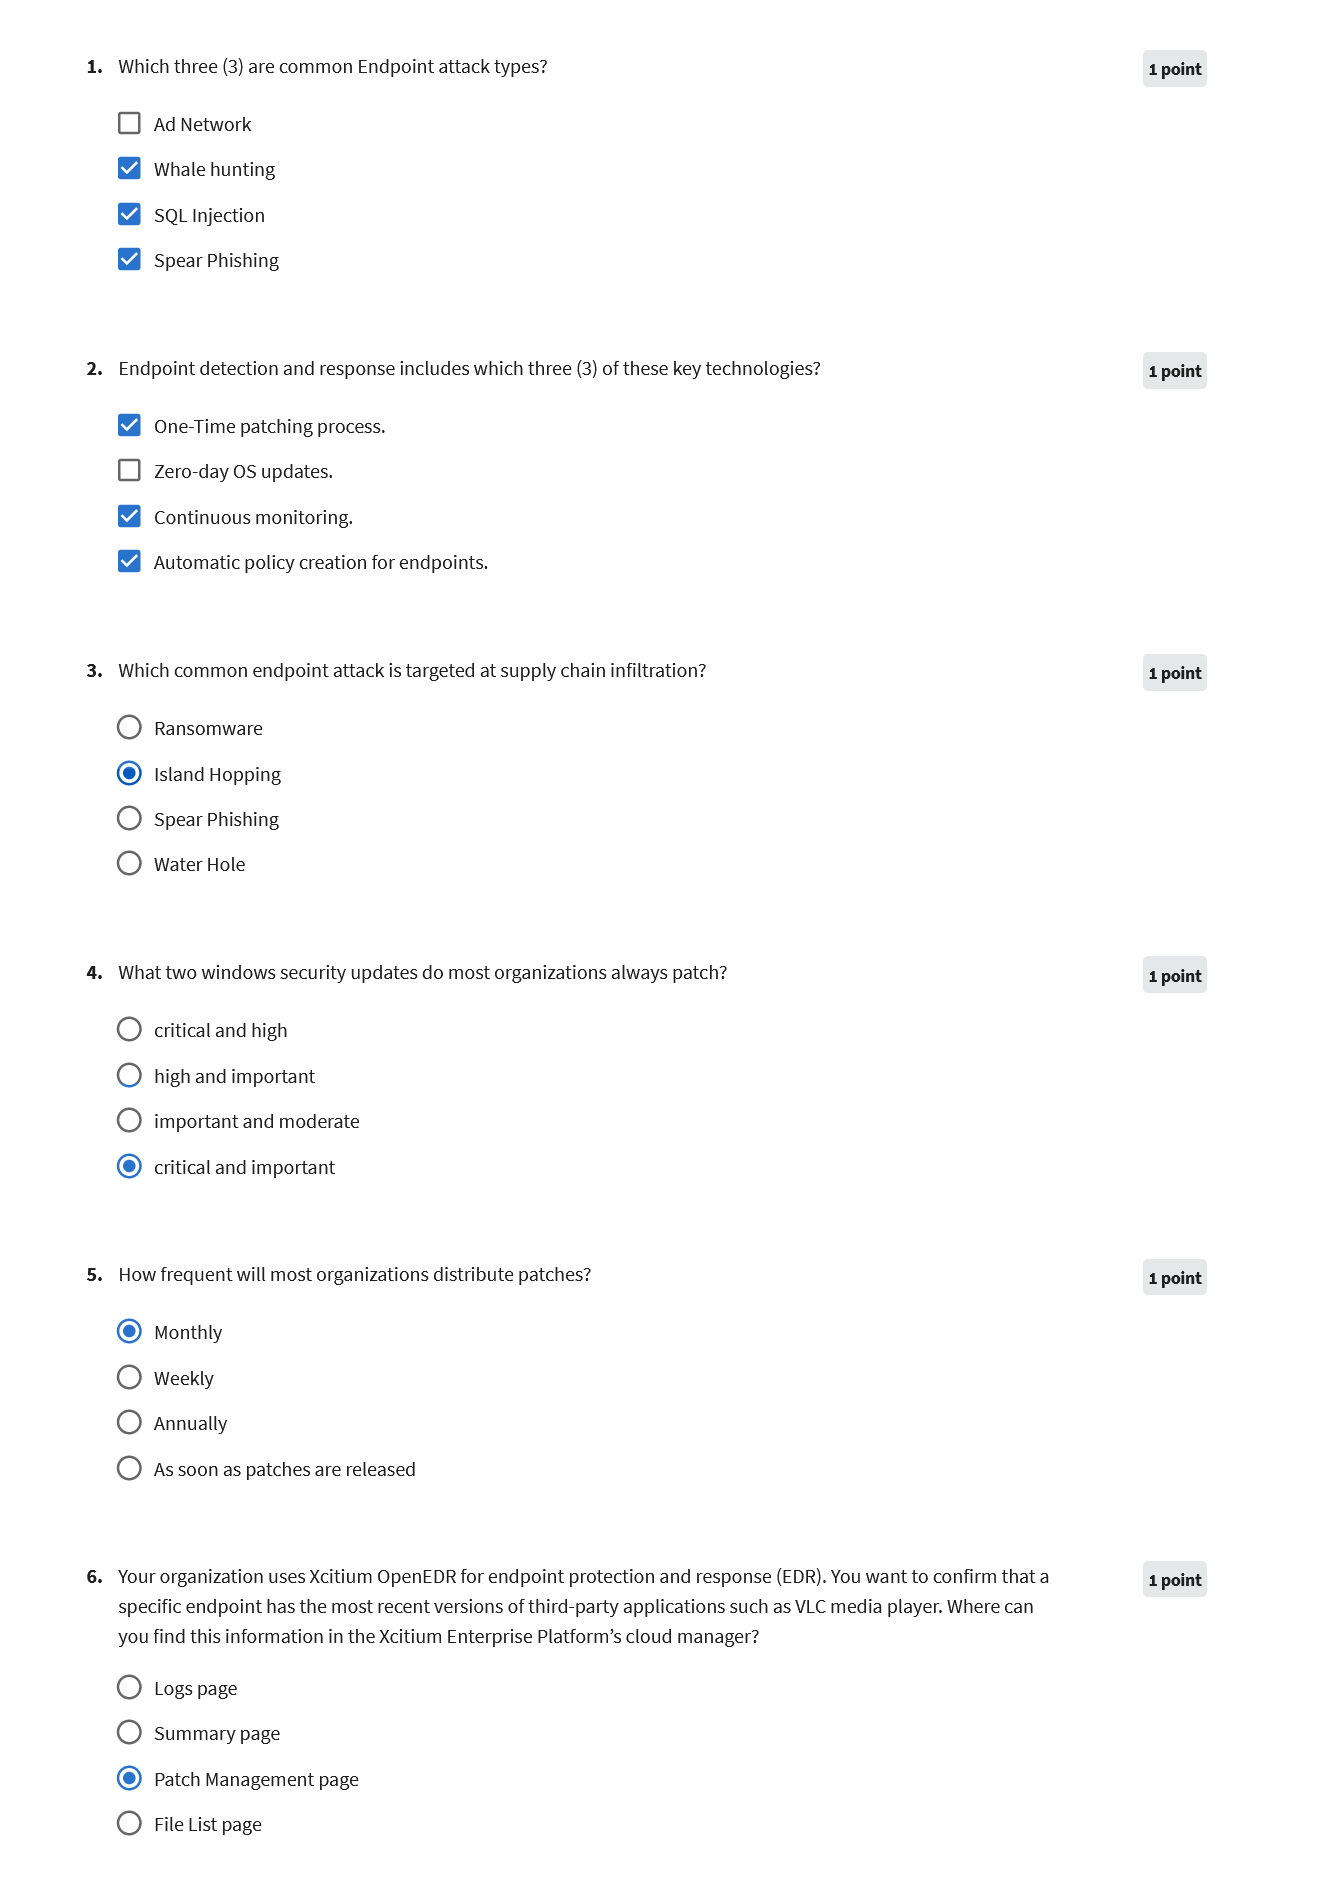 1. Which three (3) are common Endpoint attack types?
1 point
Ad Network
Whale hunting
SQL Injection
Spear Phishing
2. Endpoint detection and response includes which three (3) of these key technologies?
1 point
One-Time patching process.
Zero-day OS updates.
Continuous monitoring.
Automatic policy creation for endpoints.
3. Which common endpoint attack is targeted at supply chain infiltration?
1 point
Ransomware
Island Hopping
Spear Phishing
Water Hole
4. What two windows security updates do most organizations always patch?
1 point
critical and high
high and important
important and moderate
critical and important
5. How frequent will most organizations distribute patches?
1 point
Monthly
Weekly
Annually
As soon as patches are released
6. Your organization uses Xcitium OpenEDR for endpoint protection and response (EDR). You want to confirm that a
1 point
specific endpoint has the most recent versions of third-party applications such as VLC media player. Where can
you find this information in the Xcitium Enterprise Platform’s cloud manager?
Logs page
Summary page
Patch Management page
File List page